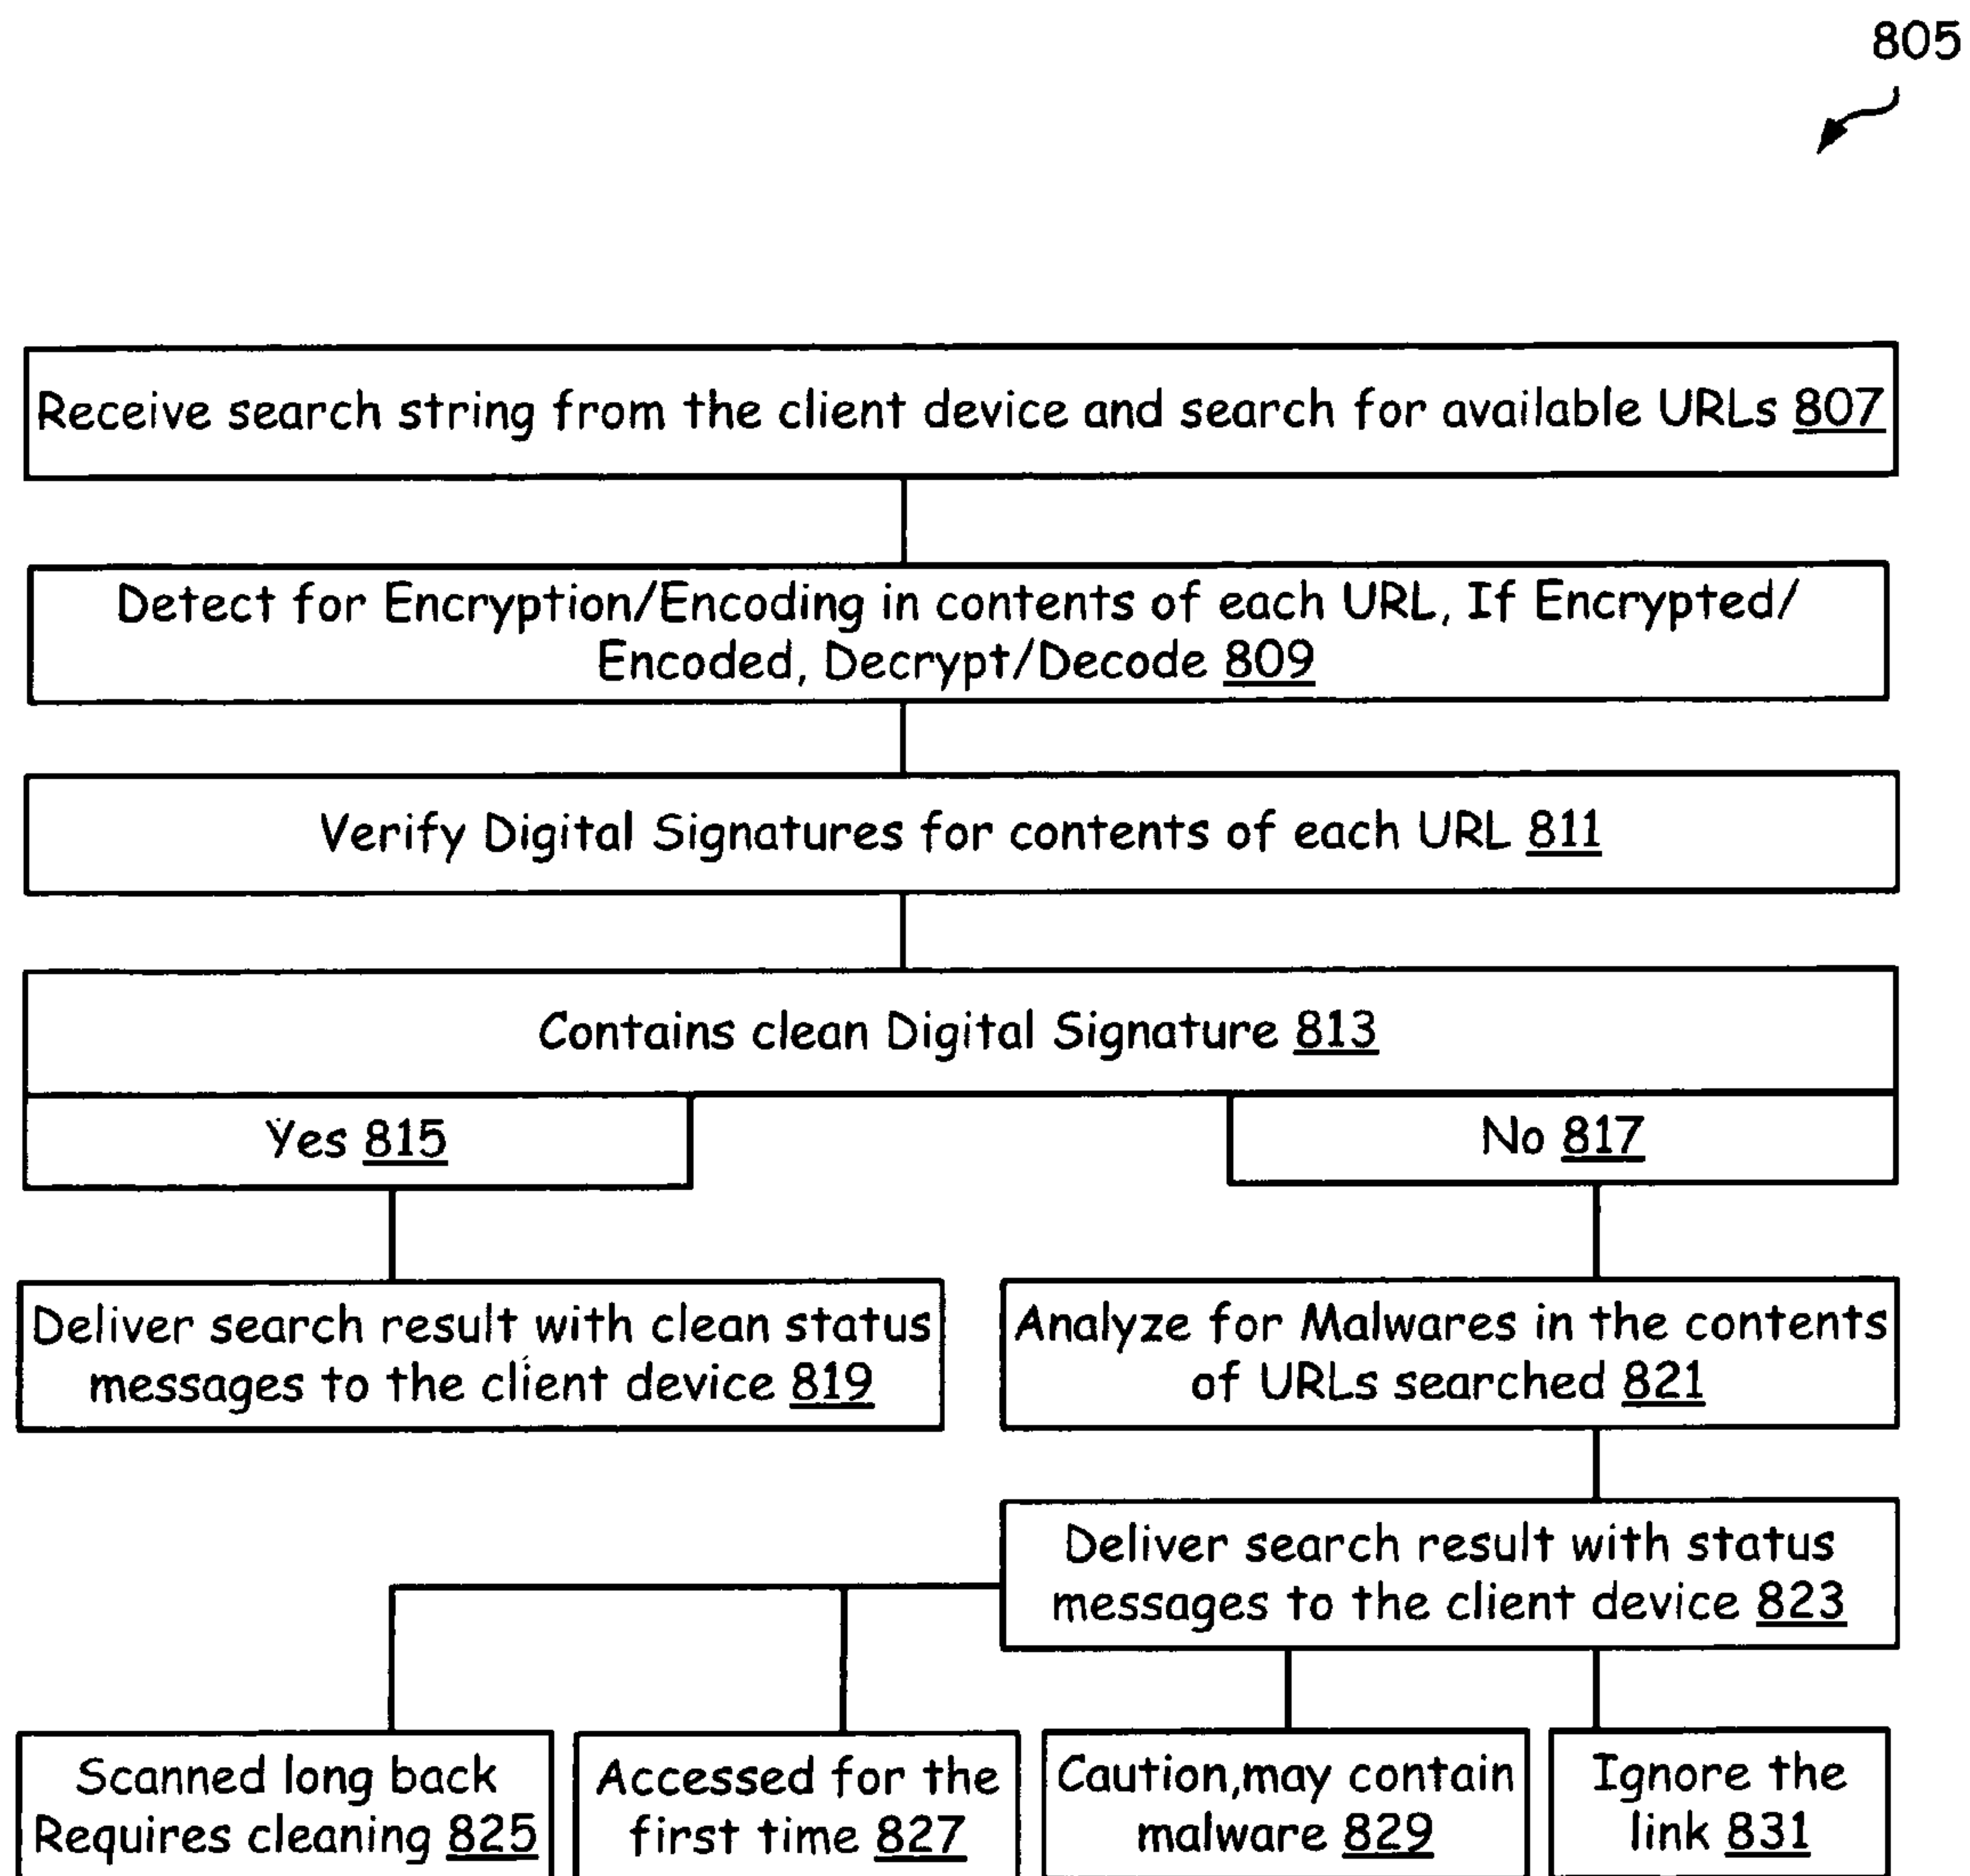 805
Receive search string from the client device and search for available URLs 807
Detect for Encryption/Encoding in contents of each URL, If Encrypted/
Encoded, Decrypt/Decode 809
Verify Digital Signatures for contents of each URL 811
Contains clean Digital Signature 813
Yes 815
No 817
Deliver search result with clean status
messages to the client device 819
Analyze for Malwares in the contents
of URLs searched 821
Deliver search result with status
messages to the client device 823
Scanned long back
Requires cleaning 825
Accessed for the
first time 827
Caution,may contain
malware 829
Ignore the
link 831